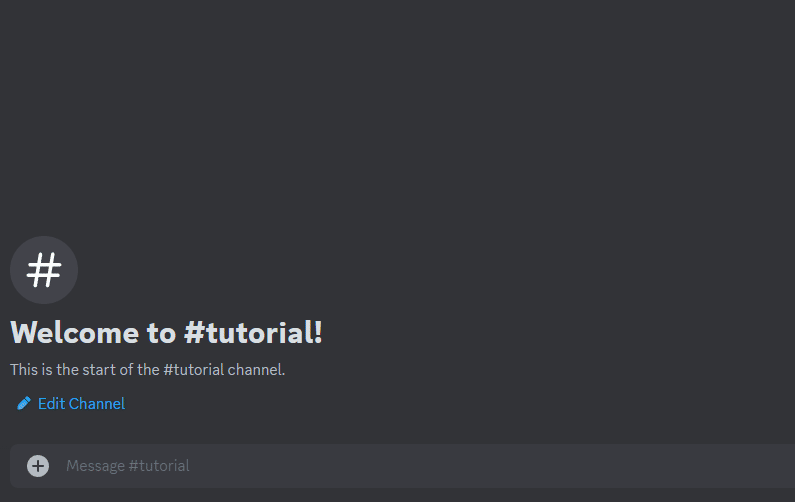 #
Welcome to #tutorial!
This is the start of the #tutorial channel.
Edit Channel
Message #tutorial